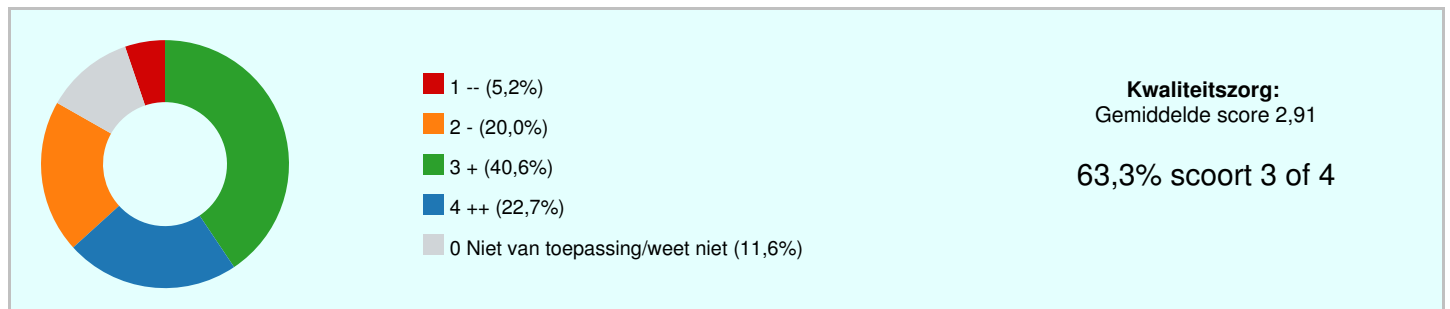 1 -- (5,2%)
2 - (20,0%)
3 + (40,6%)
4 ++ (22,7%)
0 Niet van toepassing/weet niet (11,6%)
Kwaliteitszorg:
Gemiddelde score 2,91
63,3% scoort 3 of 4